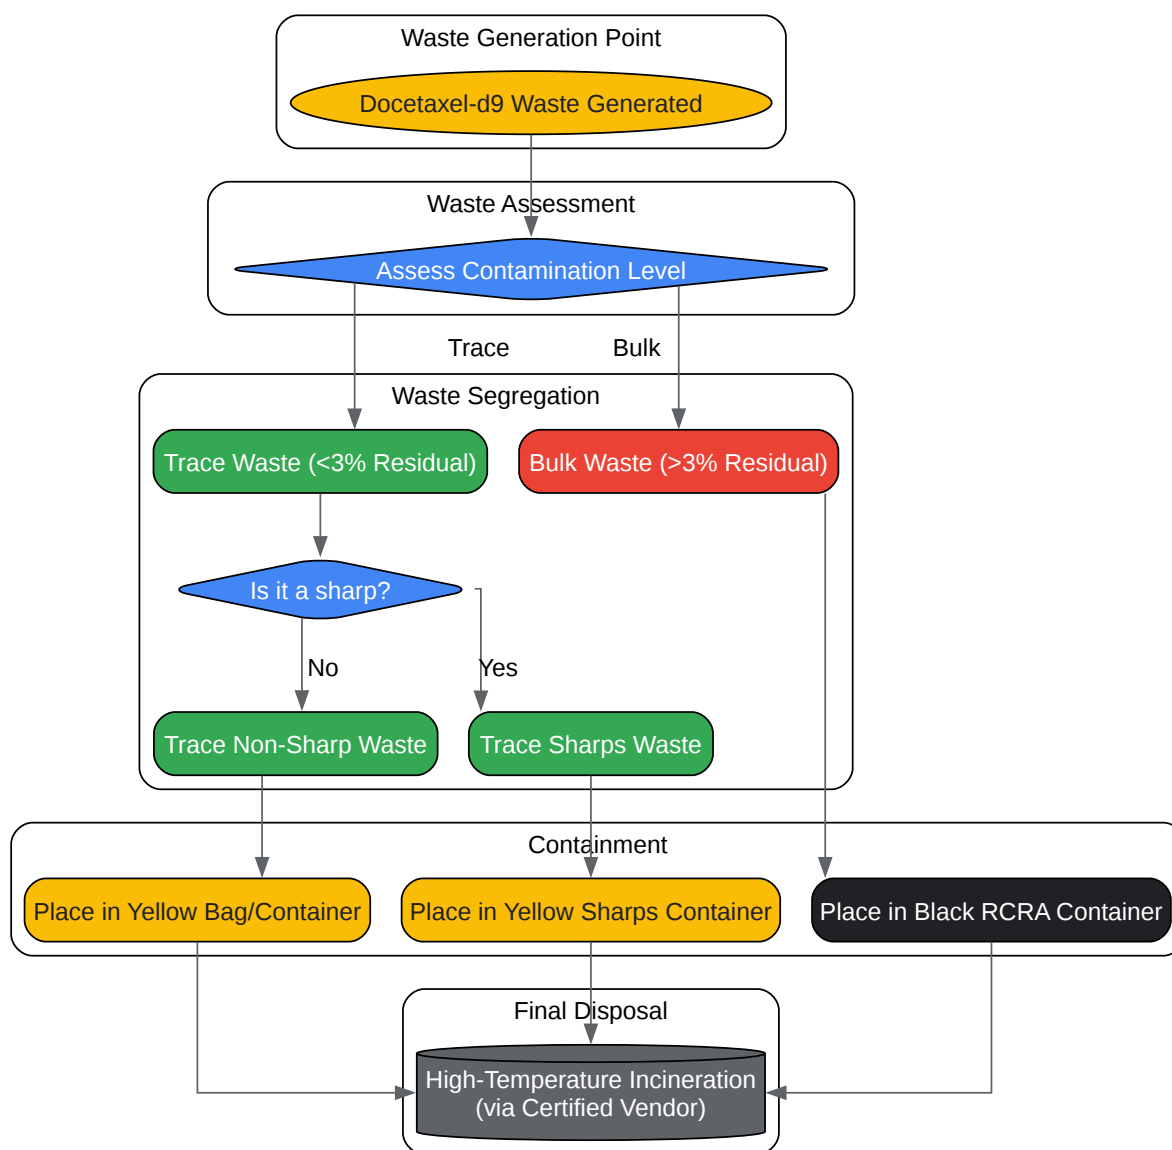 Waste Generation Point
Docetaxel-d9 Waste Generated
Waste Assessment
Assess Contamination Level
Trace
Bulk
Waste Segregation
Trace Waste (<3% Residual)
Bulk Waste (>3% Residual)
Is it a sharp?
No
Yes
Trace Non-Sharp Waste
Trace Sharps Waste
Containment
Place in Yellow Bag/Container
Place in Yellow Sharps Container
Place in Black RCRA Container
Final Disposal
High-Temperature Incineration
(via Certified Vendor)